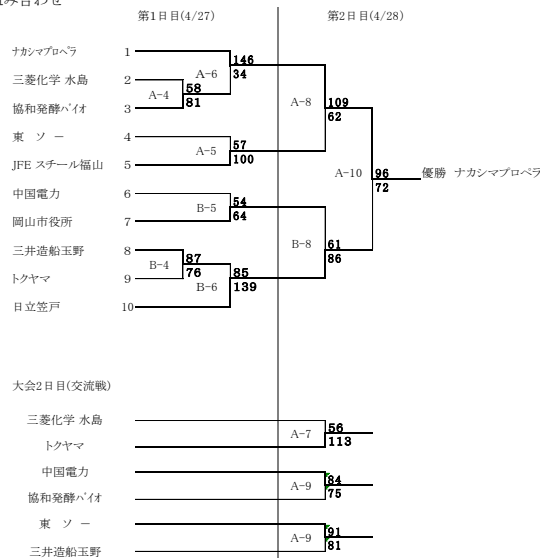 み合わせ
第1日目(4/27) 第2日目(4/28)
ナカシマプロペラ 1
146
34
A-6
三菱化学 水島 2
58
81
A-4
協和発酵バイオ 3
A-8
109
62
東 ソ ー 4
57
100
A-5
JFE スチール福山 5
A-10
96
72
優勝 ナカシマプロペラ
中国電力 6
54
64
B-5
岡山市役所 7
B-8
61
86
三井造船玉野 8
87
76
B-4
トクヤマ 9
85
139
B-6
日立笠戸 10
大会2日目(交流戦)
三菱化学 水島
56
A-7
113
トクヤマ
中国電力
84
A-9
75
協和発酵バイオ
東 ソ ー
91
A-9
81
三井造船玉野